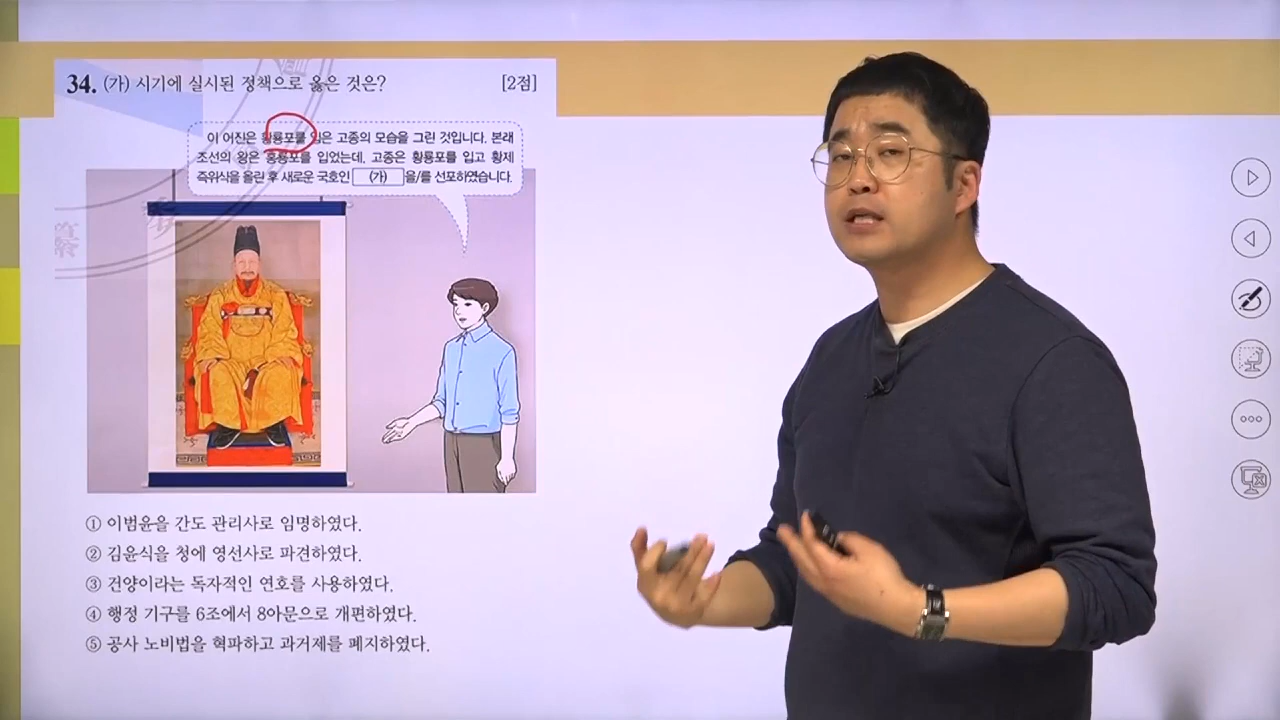 34. (가) 시기에 실시된 정책으로 옳은 것은? [2점]
이 어진은 황룡포를 입은 고종의 모습을 그린 것입니다. 본래
조선의 왕은 홍룡포를 입었는데, 고종은 황룡포를 입고 황제
즉위식을 올린 후 새로운 국호인 (가) 을/를 선포하였습니다.
① 이범윤을 간도 관리사로 임명하였다.
② 김윤식을 청에 영선사로 파견하였다.
③ 건양이라는 독자적인 연호를 사용하였다.
④ 행정 기구를 6조에서 8아문으로 개편하였다.
⑤ 공사 노비법을 혁파하고 과거제를 폐지하였다.